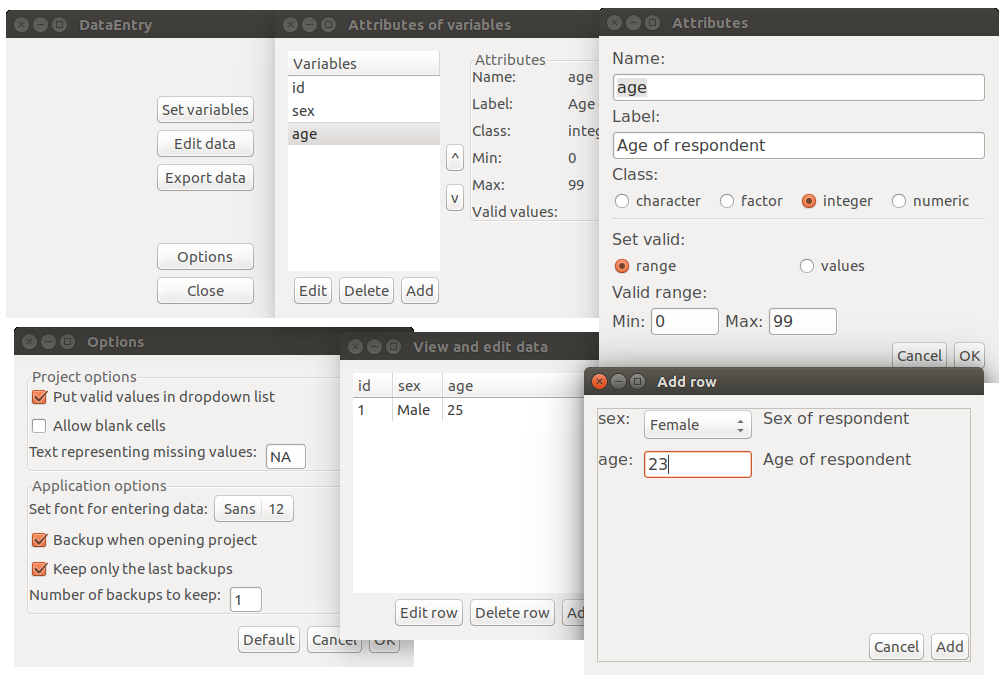 DataEntry
Set variables
Edit data
Export data
Options
Close
Attributes of variables
Variables
id
sex
age
^
v
Edit Delete Add
Attributes
Name: age
Label: Age
Class:
Min: 0
Max: 99
Valid values:
Attributes
Name:
age
Label:
Age of respondent
Class:
character factor integer numeric
Set valid:
range values
Valid range:
Min: 0 Max: 99
Cancel OK
Options
Project options
Put valid values in dropdown list
Allow blank cells
Text representing missing values: NA
Application options
Set font for entering data: Sans 12
Backup when opening project
Keep only the last backups
Number of backups to keep: 1
Default Cancel OK
View and edit data
id sex age
1 Male 25
Edit row Delete row
Add row
sex: Female Sex of respondent
age: 23 Age of respondent
Cancel Add